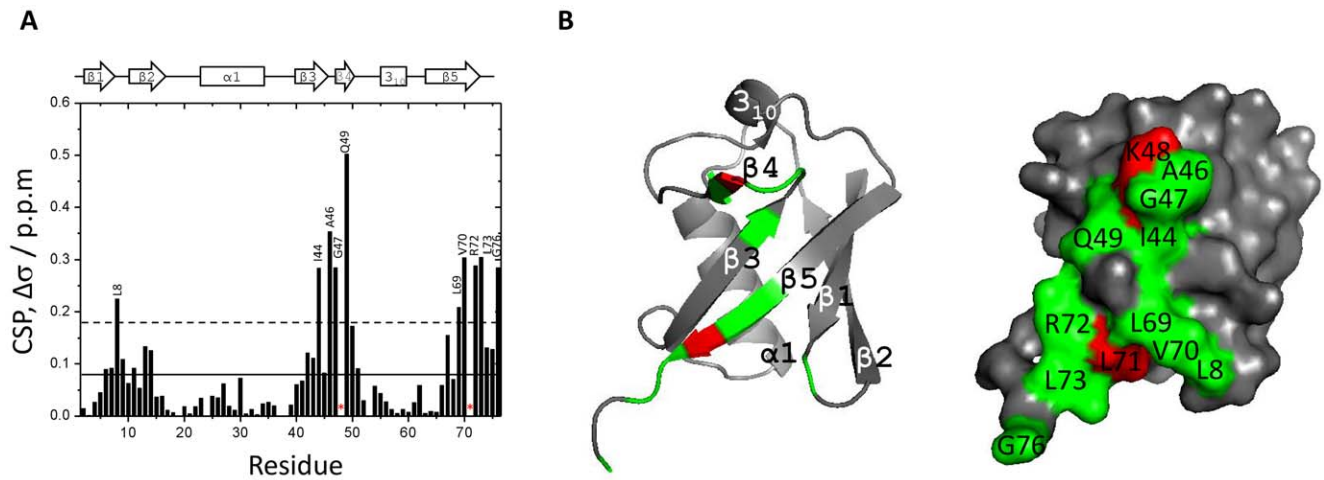 A
B
β1 β2 α1 β3 β4 3₁₀ β5
CSP, Δσ / p.p.m
0.6
0.5
0.4
0.3
0.2
0.1
0.0
L8 I44 A46 G47 Q49 L69 V70 R72 L73 G76
* *
10 20 30 40 50 60 70
Residue
3₁₀
β4
β3
β5
β1
α1
β2
K48
A46
G47
Q49
I44
R72
L69
V70
L71
L8
L73
G76